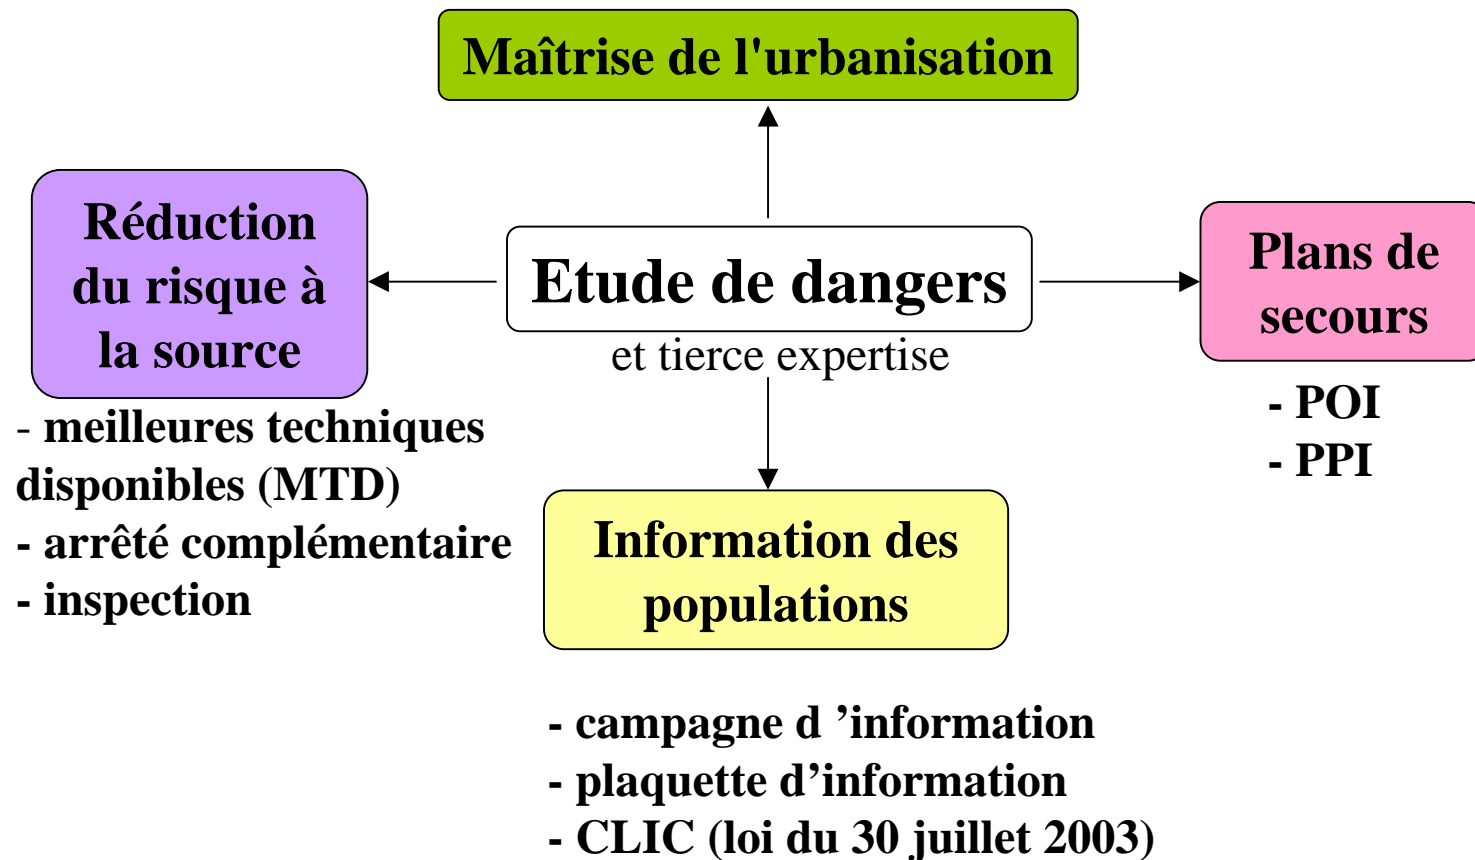 Maîtrise de l'urbanisation
Réduction
du risque à
la source
- meilleures techniques
disponibles (MTD)
- arrêté complémentaire
- inspection
Etude de dangers
et tierce expertise
Plans de
secours
- POI
- PPI
Information des
populations
- campagne d ’information
- plaquette d’information
- CLIC (loi du 30 juillet 2003)